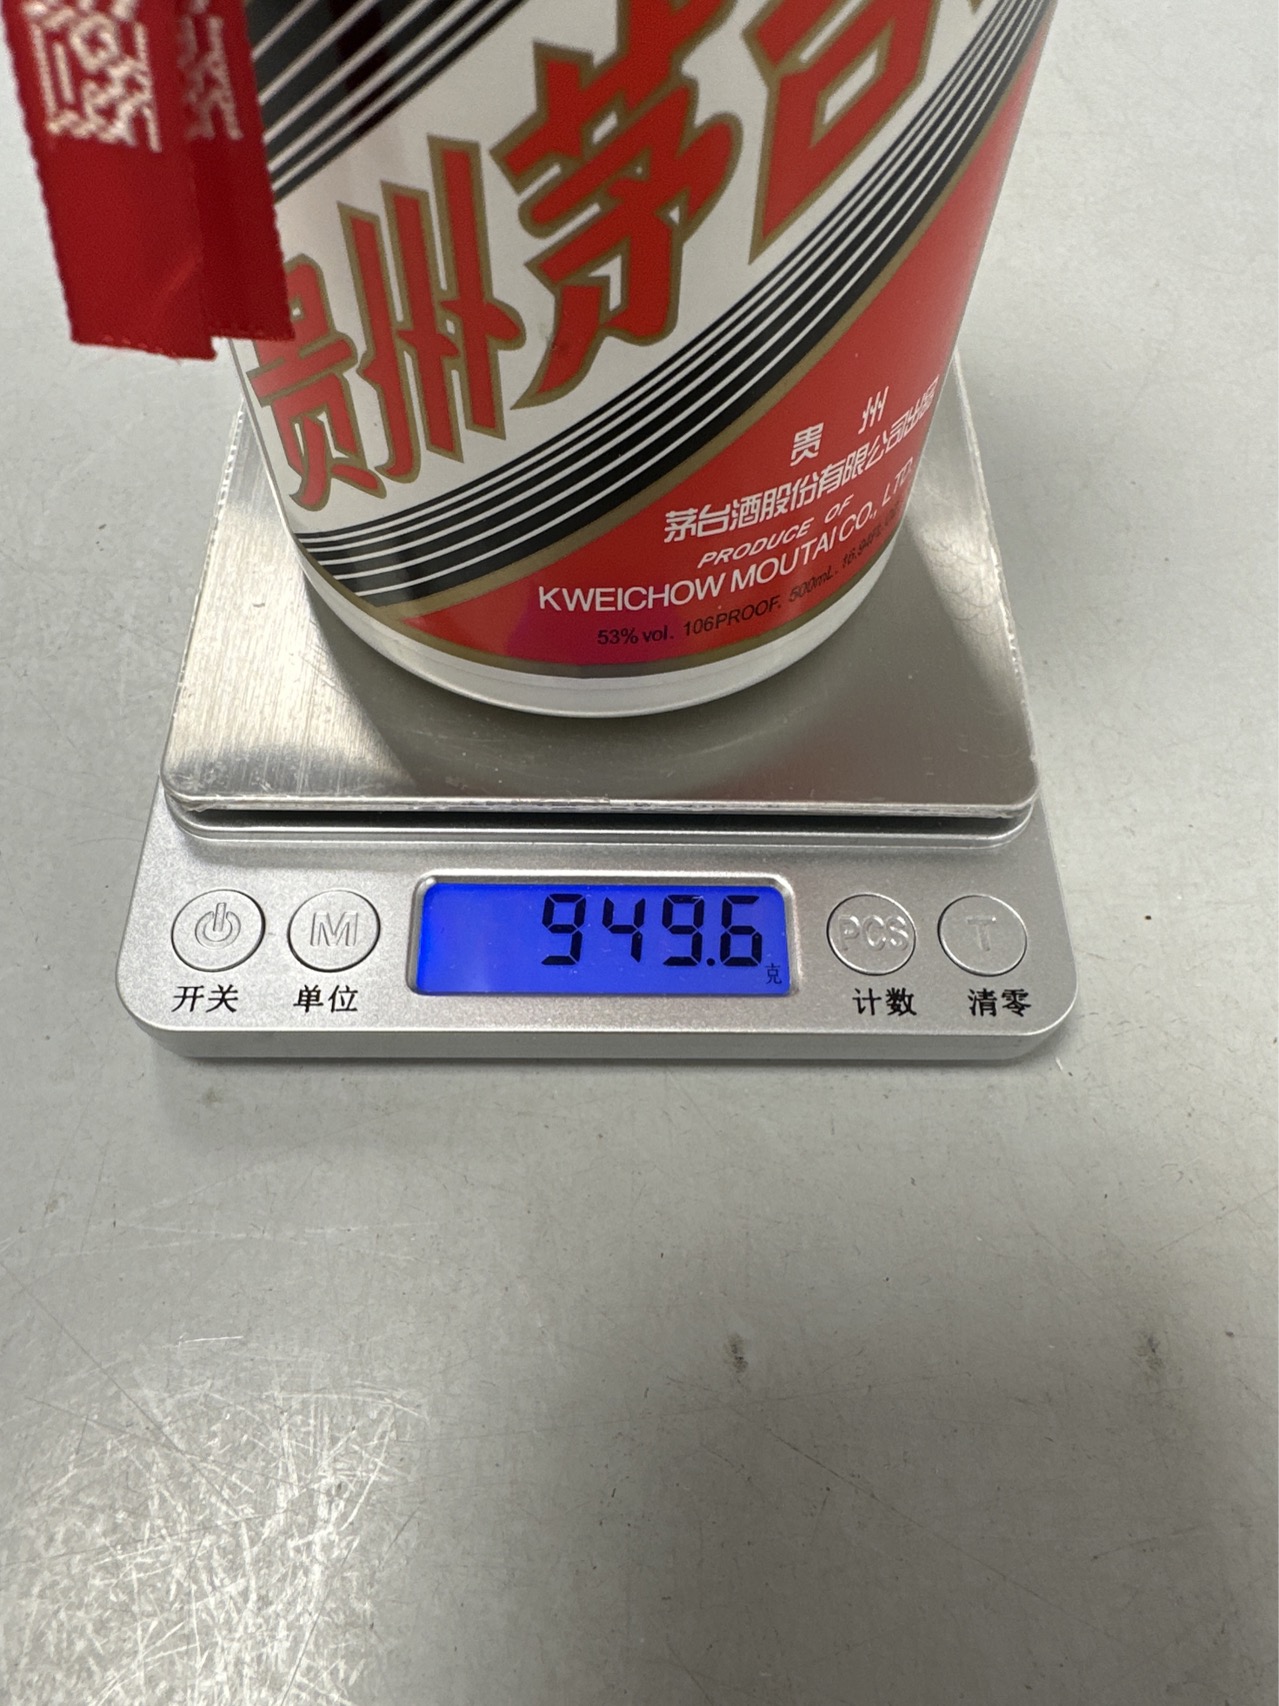 贵州茅台
贵州
茅台酒股份有限公司出品
PRODUCE OF
KWEICHOW MOUTAI CO., LTD.
53% vol. 106PROOF. 500mL.
949.6
克
M
PCS
T
开关
单位
计数
清零